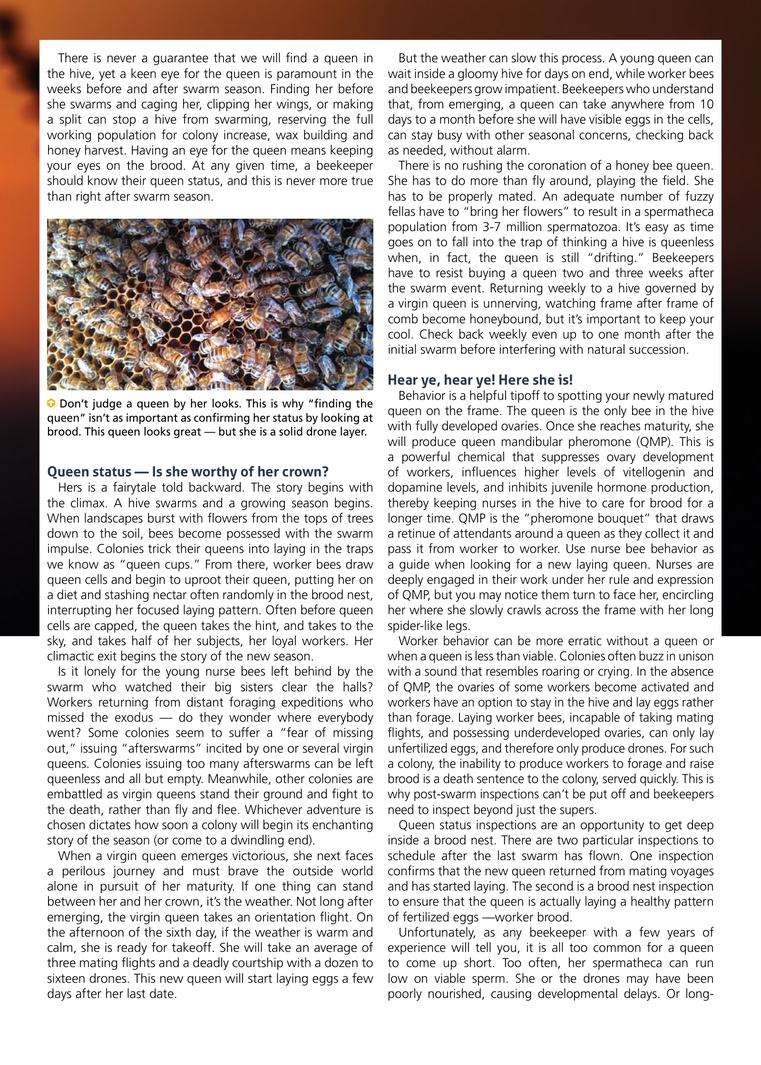 There is never a guarantee that we will find a queen in
the hive, yet a keen eye for the queen is paramount in the
weeks before and after swarm season. Finding her before
she swarms and caging her, clipping her wings, or making
a split can stop a hive from swarming, reserving the full
working population for colony increase, wax building and
honey harvest. Having an eye for the queen means keeping
your eyes on the brood. At any given time, a beekeeper
should know their queen status, and this is never more true
than right after swarm season.
Don’t judge a queen by her looks. This is why “finding the
queen” isn’t as important as confirming her status by looking at
brood. This queen looks great — but she is a solid drone layer.
Queen status — Is she worthy of her crown?
Hers is a fairytale told backward. The story begins with
the climax. A hive swarms and a growing season begins.
When landscapes burst with flowers from the tops of trees
down to the soil, bees become possessed with the swarm
impulse. Colonies trick their queens into laying in the traps
we know as “queen cups.” From there, worker bees draw
queen cells and begin to uproot their queen, putting her on
a diet and stashing nectar often randomly in the brood nest,
interrupting her focused laying pattern. Often before queen
cells are capped, the queen takes the hint, and takes to the
sky, and takes half of her subjects, her loyal workers. Her
climactic exit begins the story of the new season.
Is it lonely for the young nurse bees left behind by the
swarm who watched their big sisters clear the halls?
Workers returning from distant foraging expeditions who
missed the exodus — do they wonder where everybody
went? Some colonies seem to suffer a “fear of missing
out,” issuing “afterswarms” incited by one or several virgin
queens. Colonies issuing too many afterswarms can be left
queenless and all but empty. Meanwhile, other colonies are
embattled as virgin queens stand their ground and fight to
the death, rather than fly and flee. Whichever adventure is
chosen dictates how soon a colony will begin its enchanting
story of the season (or come to a dwindling end).
When a virgin queen emerges victorious, she next faces
a perilous journey and must brave the outside world
alone in pursuit of her maturity. If one thing can stand
between her and her crown, it’s the weather. Not long after
emerging, the virgin queen takes an orientation flight. On
the afternoon of the sixth day, if the weather is warm and
calm, she is ready for takeoff. She will take an average of
three mating flights and a deadly courtship with a dozen to
sixteen drones. This new queen will start laying eggs a few
days after her last date.
But the weather can slow this process. A young queen can
wait inside a gloomy hive for days on end, while worker bees
and beekeepers grow impatient. Beekeepers who understand
that, from emerging, a queen can take anywhere from 10
days to a month before she will have visible eggs in the cells,
can stay busy with other seasonal concerns, checking back
as needed, without alarm.
There is no rushing the coronation of a honey bee queen.
She has to do more than fly around, playing the field. She
has to be properly mated. An adequate number of fuzzy
fellas have to “bring her flowers” to result in a spermatheca
population from 3-7 million spermatozoa. It’s easy as time
goes on to fall into the trap of thinking a hive is queenless
when, in fact, the queen is still “drifting.” Beekeepers
have to resist buying a queen two and three weeks after
the swarm event. Returning weekly to a hive governed by
a virgin queen is unnerving, watching frame after frame of
comb become honeybound, but it’s important to keep your
cool. Check back weekly even up to one month after the
initial swarm before interfering with natural succession.
Hear ye, hear ye! Here she is!
Behavior is a helpful tipoff to spotting your newly matured
queen on the frame. The queen is the only bee in the hive
with fully developed ovaries. Once she reaches maturity, she
will produce queen mandibular pheromone (QMP). This is
a powerful chemical that suppresses ovary development
of workers, influences higher levels of vitellogenin and
dopamine levels, and inhibits juvenile hormone production,
thereby keeping nurses in the hive to care for brood for a
longer time. QMP is the “pheromone bouquet” that draws
a retinue of attendants around a queen as they collect it and
pass it from worker to worker. Use nurse bee behavior as
a guide when looking for a new laying queen. Nurses are
deeply engaged in their work under her rule and expression
of QMP, but you may notice them turn to face her, encircling
her where she slowly crawls across the frame with her long
spider-like legs.
Worker behavior can be more erratic without a queen or
when a queen is less than viable. Colonies often buzz in unison
with a sound that resembles roaring or crying. In the absence
of QMP, the ovaries of some workers become activated and
workers have an option to stay in the hive and lay eggs rather
than forage. Laying worker bees, incapable of taking mating
flights, and possessing underdeveloped ovaries, can only lay
unfertilized eggs, and therefore only produce drones. For such
a colony, the inability to produce workers to forage and raise
brood is a death sentence to the colony, served quickly. This is
why post-swarm inspections can’t be put off and beekeepers
need to inspect beyond just the supers.
Queen status inspections are an opportunity to get deep
inside a brood nest. There are two particular inspections to
schedule after the last swarm has flown. One inspection
confirms that the new queen returned from mating voyages
and has started laying. The second is a brood nest inspection
to ensure that the queen is actually laying a healthy pattern
of fertilized eggs —worker brood.
Unfortunately, as any beekeeper with a few years of
experience will tell you, it is all too common for a queen
to come up short. Too often, her spermatheca can run
low on viable sperm. She or the drones may have been
poorly nourished, causing developmental delays. Or long-